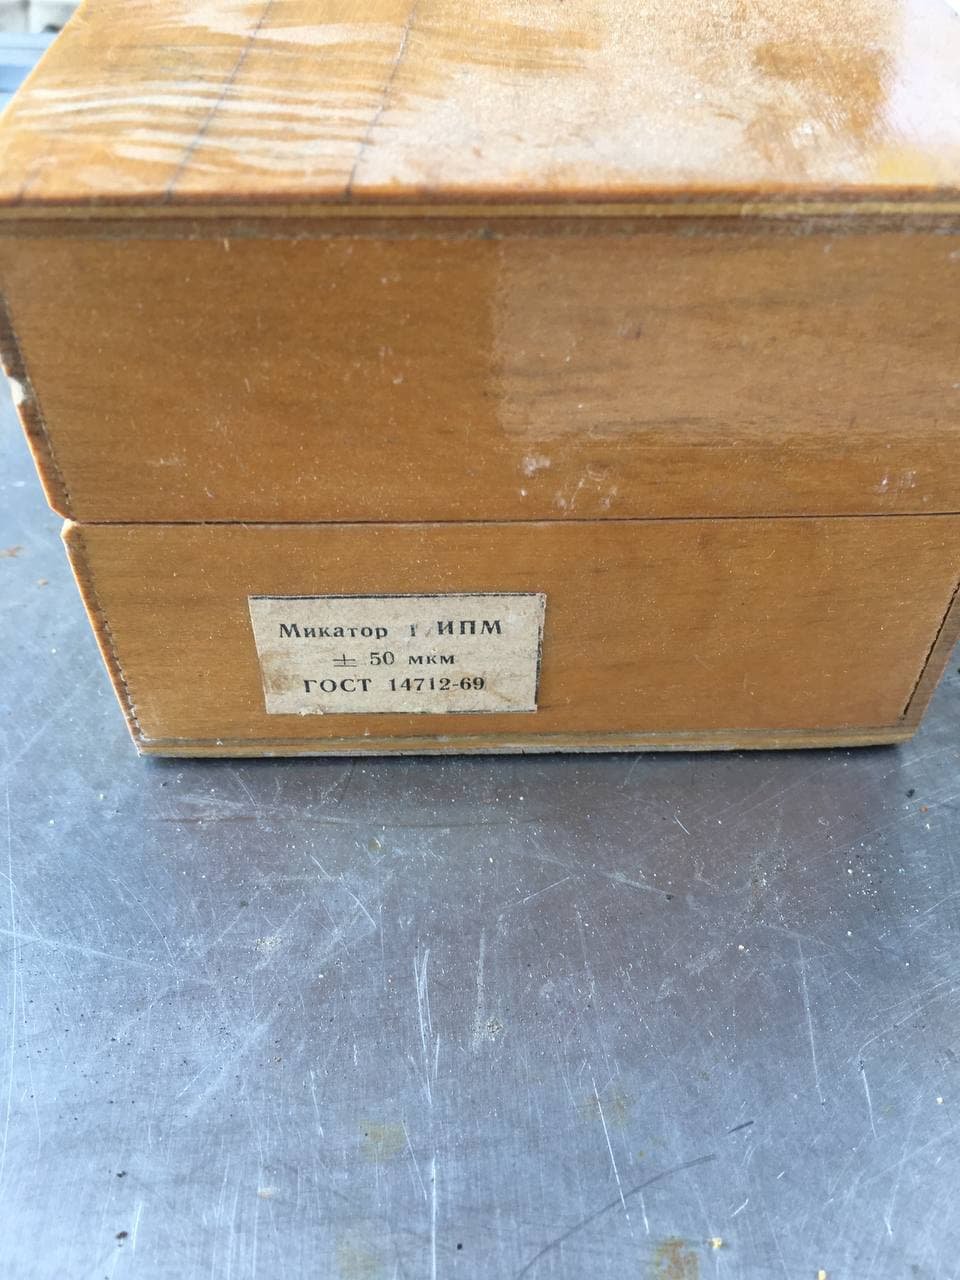 Микатор 1 ИПМ
± 50 мкм
ГОСТ 14712-69